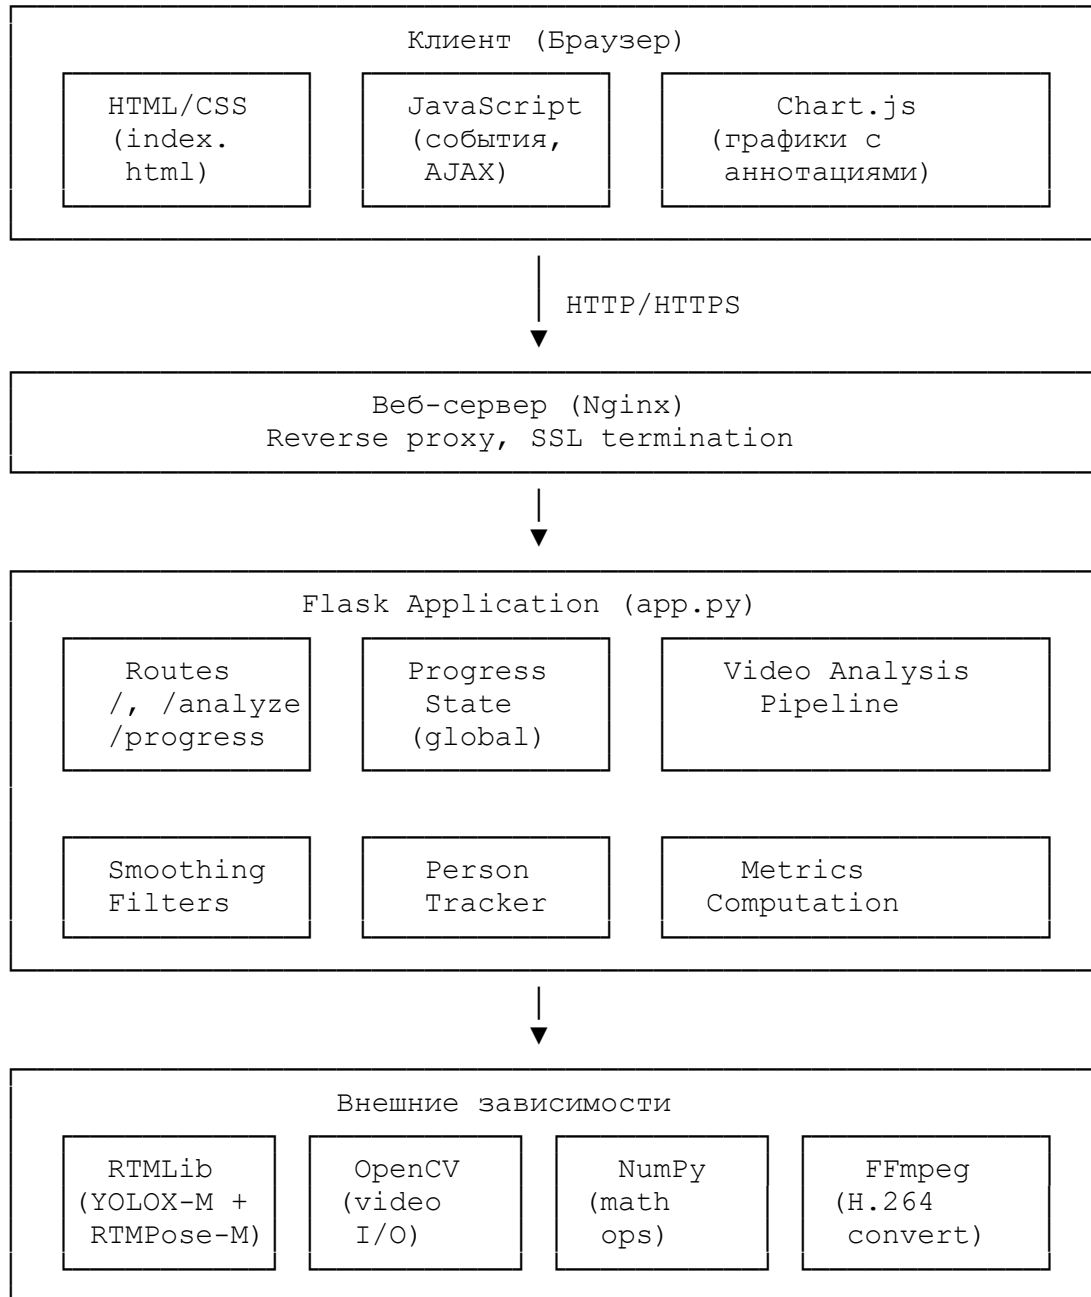 Клиент (Браузер)
HTML/CSS
(index.
html)
JavaScript
(события,
AJAX)
Chart.js
(графики с
аннотациями)
HTTP/HTTPS
Веб-сервер (Nginx)
Reverse proxy, SSL termination
Flask Application (app.py)
Routes
/, /analyze
/progress
Progress
State
(global)
Video Analysis
Pipeline
Smoothing
Filters
Person
Tracker
Metrics
Computation
Внешние зависимости
RTMLib
(YOLOX-M +
RTMPose-M)
OpenCV
(video
I/O)
NumPy
(math
ops)
FFmpeg
(H.264
convert)